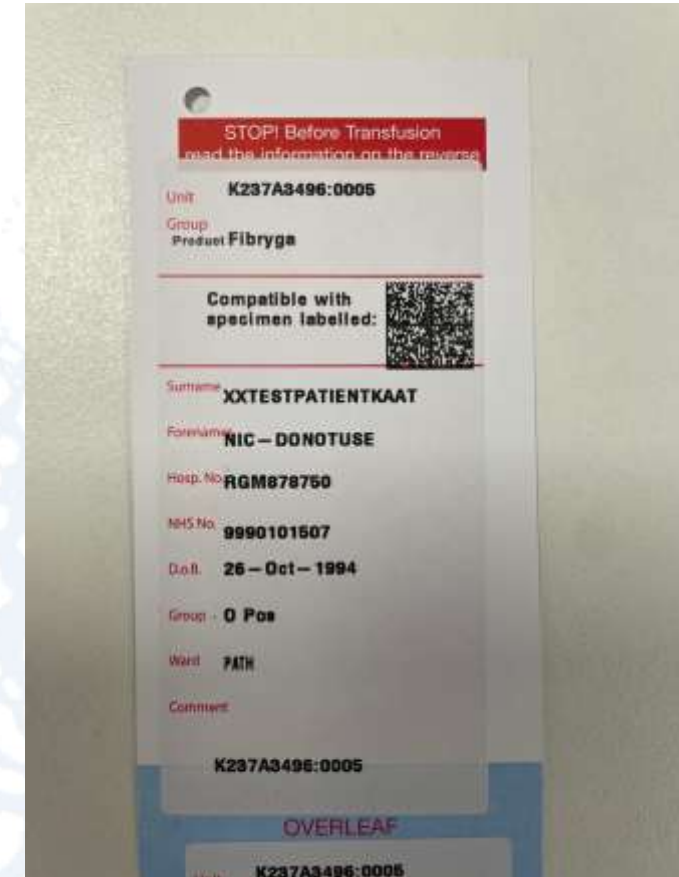 STOP! Before Transfusion
read the information on the reverse
Unit K237A3496:0005
Group
Product Fibryga
Compatible with
specimen labelled:
Surname XXTESTPATIENTKAAT
Forenames NIC-DONOTUSE
Hosp. No. RGM878750
NHS No. 9990101507
D.o.B. 26-Oct-1994
Group O Pos
Ward PATH
Comment
K237A3496:0005
OVERLEAF
Unit K237A3496:0005